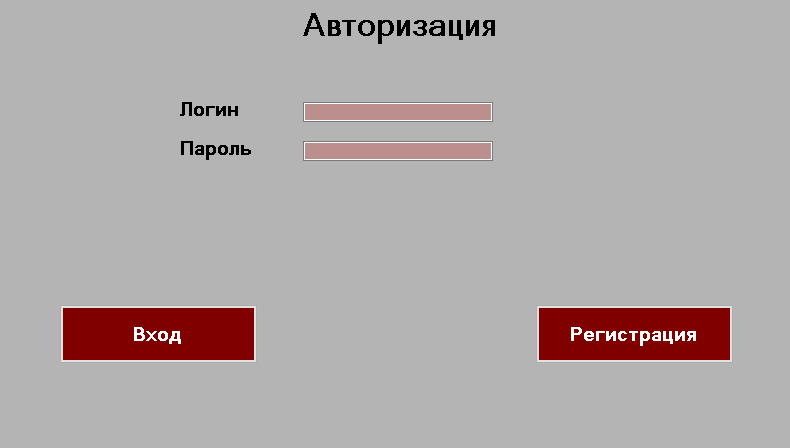 Авторизация
Логин
Пароль
Вход
Регистрация